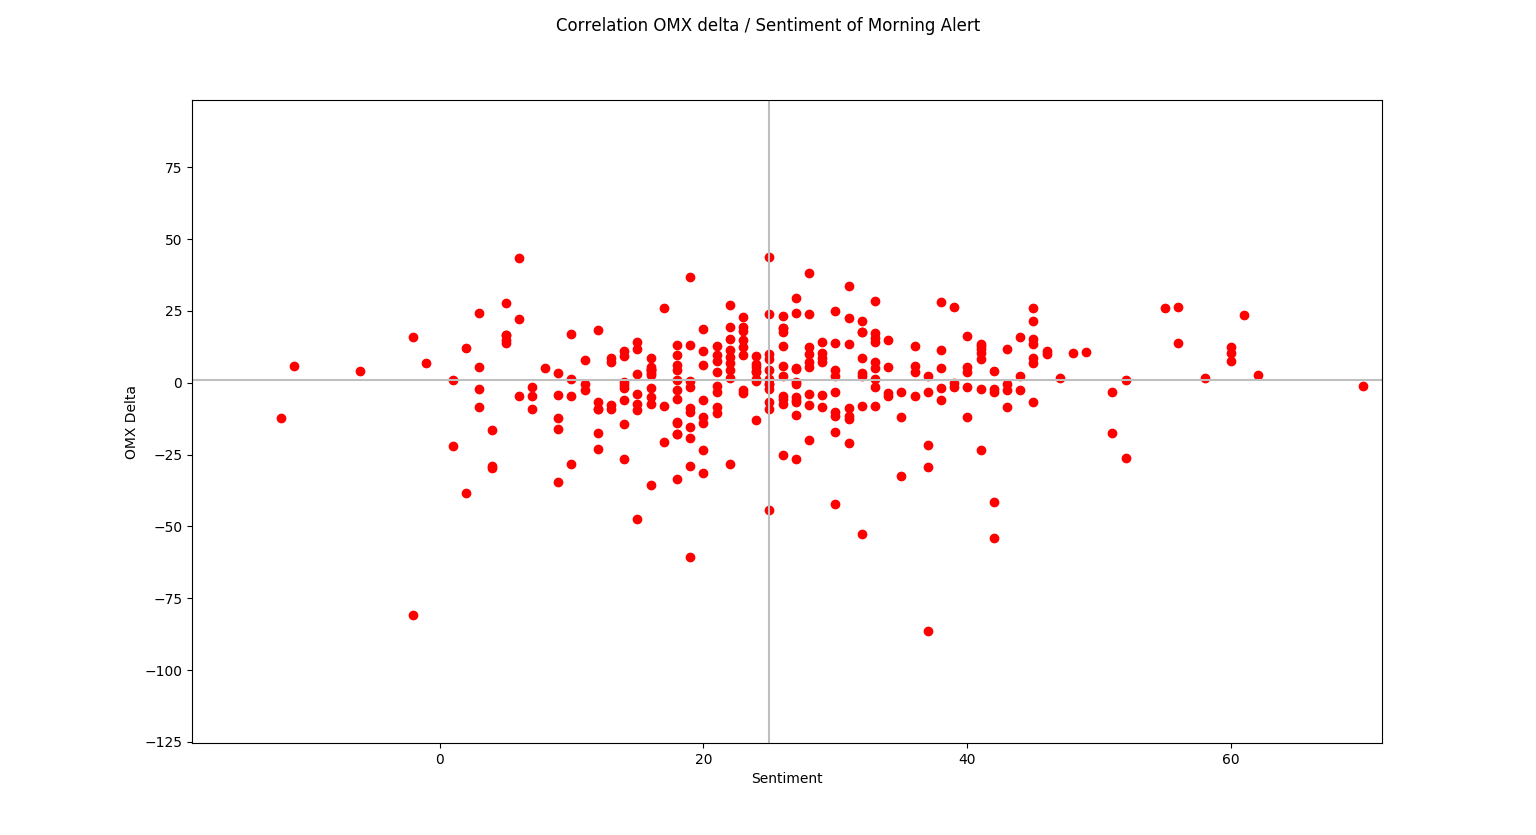 Correlation OMX delta / Sentiment of Morning Alert
75
50
25
0
−25
−50
−75
−100
−125
OMX Delta
0 20 40 60
Sentiment